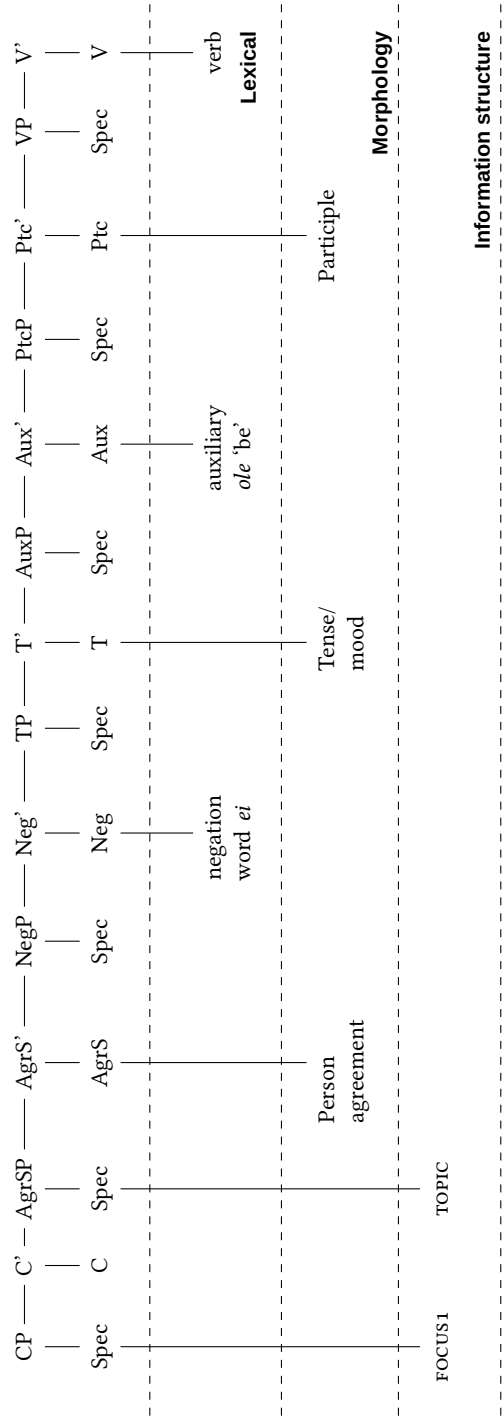 CP C’ AgrSP AgrS’ NegP Neg’ TP T’ AuxP Aux’ PtcP Ptc’ VP V’
Spec C Spec AgrS Spec Neg Spec T Spec Aux Spec Ptc Spec V
negation
word ei
auxiliary
ole ‘be’
verb
Lexical
Person
agreement
Tense/
mood
Participle
Morphology
FOCUS1
TOPIC
Information structure